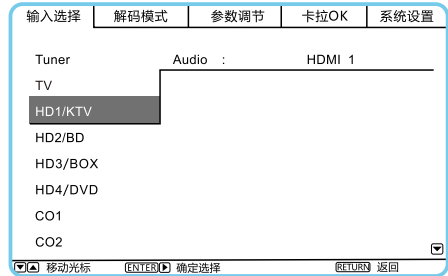 输入选择 解码模式 参数调节 卡拉OK 系统设置
Tuner Audio : HDMI 1
TV
HD1/KTV
HD2/BD
HD3/BOX
HD4/DVD
CO1
CO2
移动光标 ENTER 确定选择 RETURN 返回